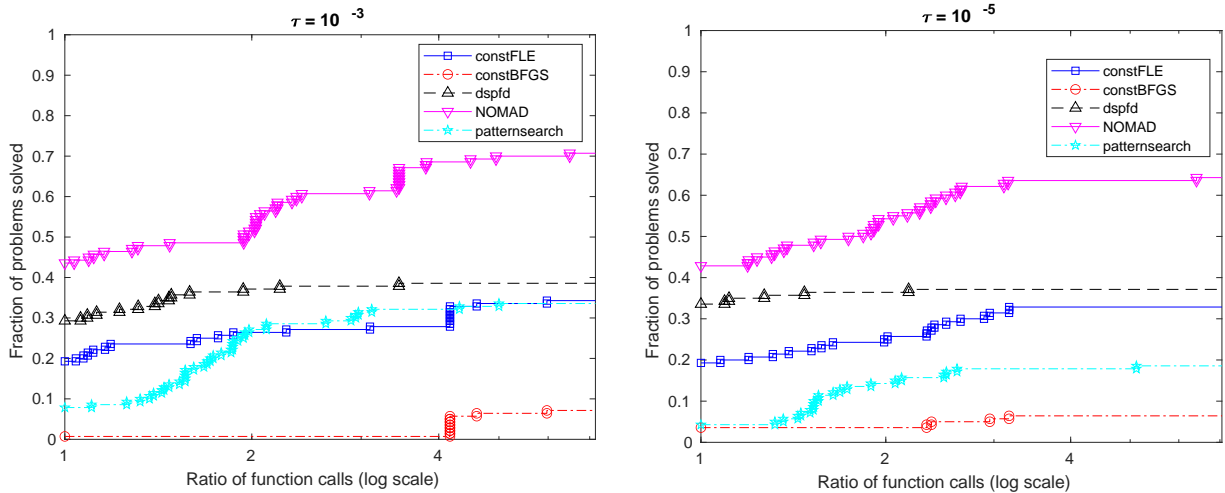 τ = 10 -3
1
0.9
0.8
0.7
0.6
0.5
0.4
0.3
0.2
0.1
0
Fraction of problems solved
constFLE
constBFGS
dspfd
NOMAD
patternsearch
1
2
4
Ratio of function calls (log scale)
τ = 10 -5
1
0.9
0.8
0.7
0.6
0.5
0.4
0.3
0.2
0.1
0
Fraction of problems solved
constFLE
constBFGS
dspfd
NOMAD
patternsearch
1
2
4
Ratio of function calls (log scale)